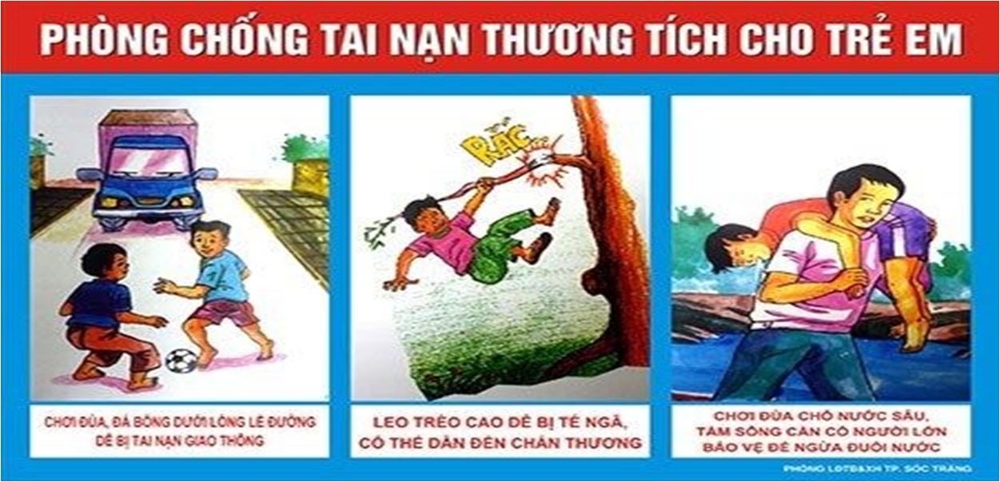 PHÒNG CHỐNG TAI NẠN THƯƠNG TÍCH CHO TRẺ EM
RẮC...
CHƠI ĐÙA, ĐÁ BÓNG DƯỚI LÒNG LỀ ĐƯỜNG
DỄ BỊ TAI NẠN GIAO THÔNG
LEO TRÈO CAO DỄ BỊ TÉ NGÃ,
CÓ THỂ DẪN ĐẾN CHẤN THƯƠNG
CHƠI ĐÙA CHỖ NƯỚC SÂU,
TẮM SÔNG CẦN CÓ NGƯỜI LỚN
BẢO VỆ ĐỂ NGỪA ĐUỐI NƯỚC
PHÒNG LĐTB&XH TP. SÓC TRĂNG